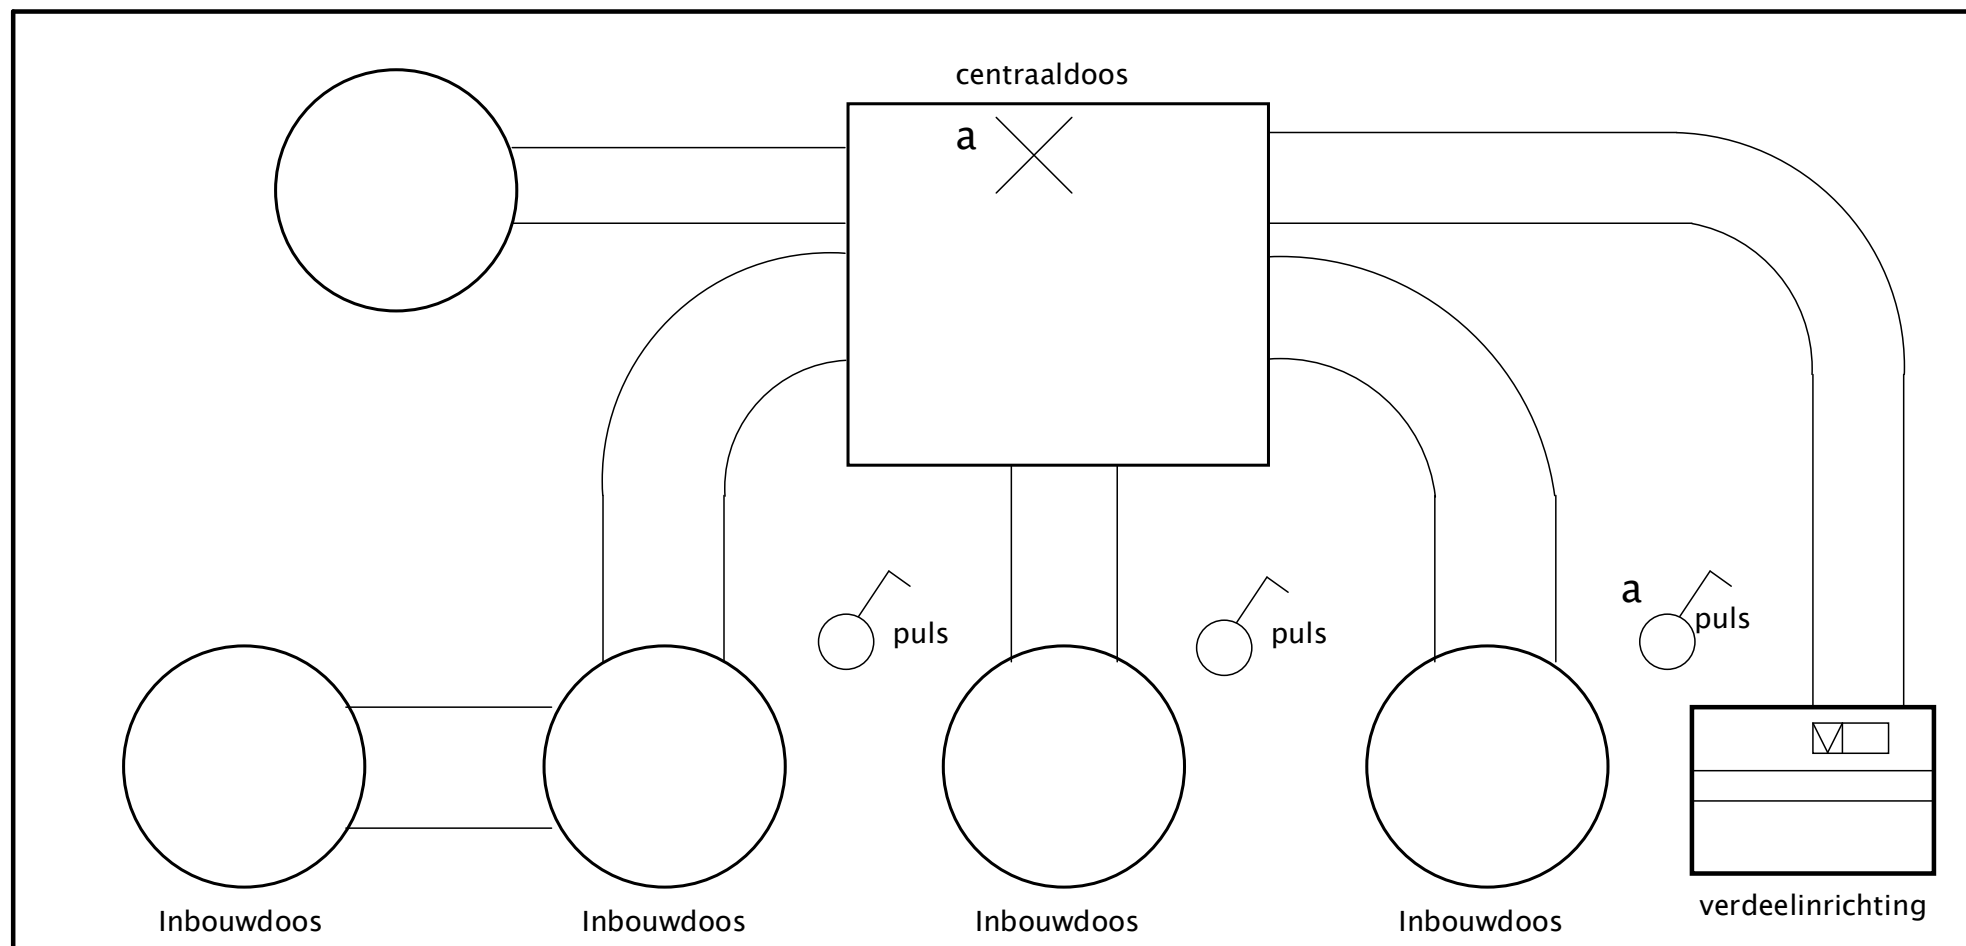 centraaldoos
a
a
puls
puls
puls
Inbouwdoos
Inbouwdoos
Inbouwdoos
Inbouwdoos
verdeelinrichting